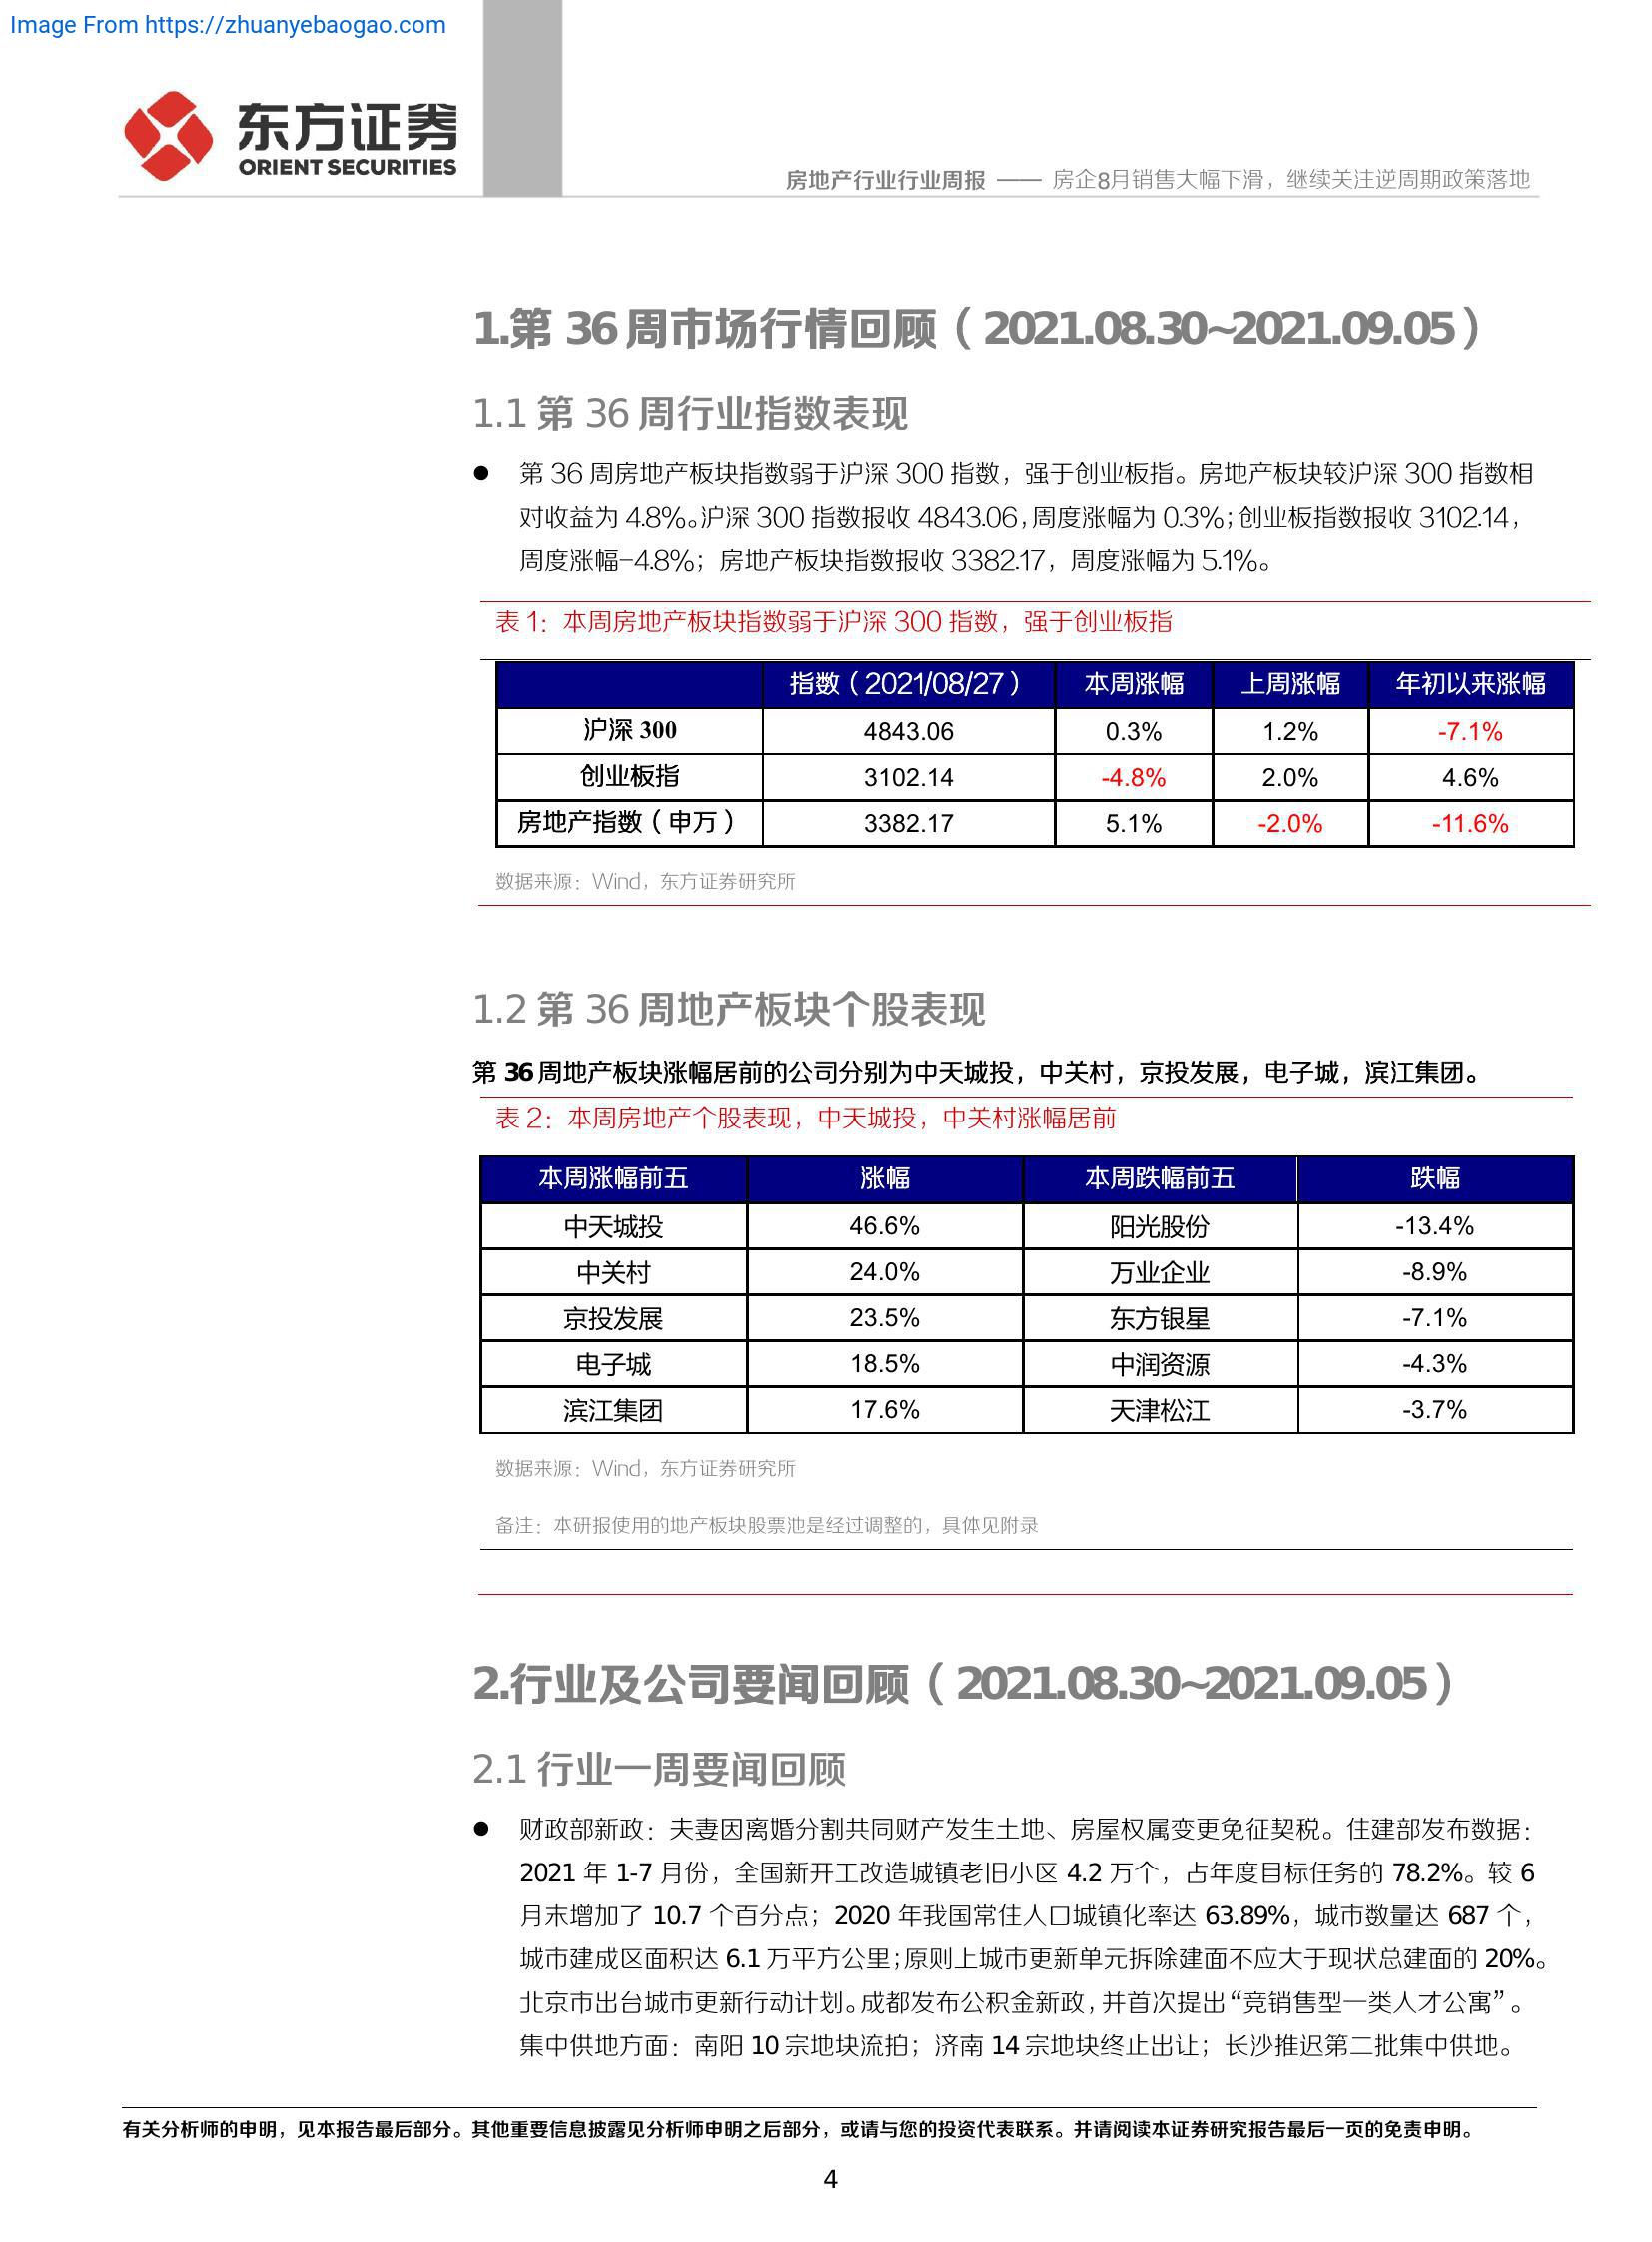 Image From https://zhuanyebaogao.com
东方证券
ORIENT SECURITIES
房地产行业行业周报 —— 房企8月销售大幅下滑，继续关注逆周期政策落地
1.第 36 周市场行情回顾（2021.08.30~2021.09.05）
1.1 第 36 周行业指数表现
● 第 36 周房地产板块指数弱于沪深 300 指数，强于创业板指。房地产板块较沪深 300 指数相
对收益为 4.8%。沪深 300 指数报收 4843.06，周度涨幅为 0.3%；创业板指数报收 3102.14，
周度涨幅-4.8%；房地产板块指数报收 3382.17，周度涨幅为 5.1%。
表 1：本周房地产板块指数弱于沪深 300 指数，强于创业板指
指数（2021/08/27） 本周涨幅 上周涨幅 年初以来涨幅
沪深 300 4843.06 0.3% 1.2% -7.1%
创业板指 3102.14 -4.8% 2.0% 4.6%
房地产指数（申万） 3382.17 5.1% -2.0% -11.6%
数据来源：Wind，东方证券研究所
1.2 第 36 周地产板块个股表现
第 36 周地产板块涨幅居前的公司分别为中天城投，中关村，京投发展，电子城，滨江集团。
表 2：本周房地产个股表现，中天城投，中关村涨幅居前
本周涨幅前五 涨幅 本周跌幅前五 跌幅
中天城投 46.6% 阳光股份 -13.4%
中关村 24.0% 万业企业 -8.9%
京投发展 23.5% 东方银星 -7.1%
电子城 18.5% 中润资源 -4.3%
滨江集团 17.6% 天津松江 -3.7%
数据来源：Wind，东方证券研究所
备注：本研报使用的地产板块股票池是经过调整的，具体见附录
2.行业及公司要闻回顾（2021.08.30~2021.09.05）
2.1 行业一周要闻回顾
● 财政部新政：夫妻因离婚分割共同财产发生土地、房屋权属变更免征契税。住建部发布数据：
2021 年 1-7 月份，全国新开工改造城镇老旧小区 4.2 万个，占年度目标任务的 78.2%。较 6
月末增加了 10.7 个百分点；2020 年我国常住人口城镇化率达 63.89%，城市数量达 687 个，
城市建成区面积达 6.1 万平方公里；原则上城市更新单元拆除建面不应大于现状总建面的 20%。
北京市出台城市更新行动计划。成都发布公积金新政，并首次提出“竞销售型一类人才公寓”。
集中供地方面：南阳 10 宗地块流拍；济南 14 宗地块终止出让；长沙推迟第二批集中供地。
有关分析师的申明，见本报告最后部分。其他重要信息披露见分析师申明之后部分，或请与您的投资代表联系。并请阅读本证券研究报告最后一页的免责申明。
4